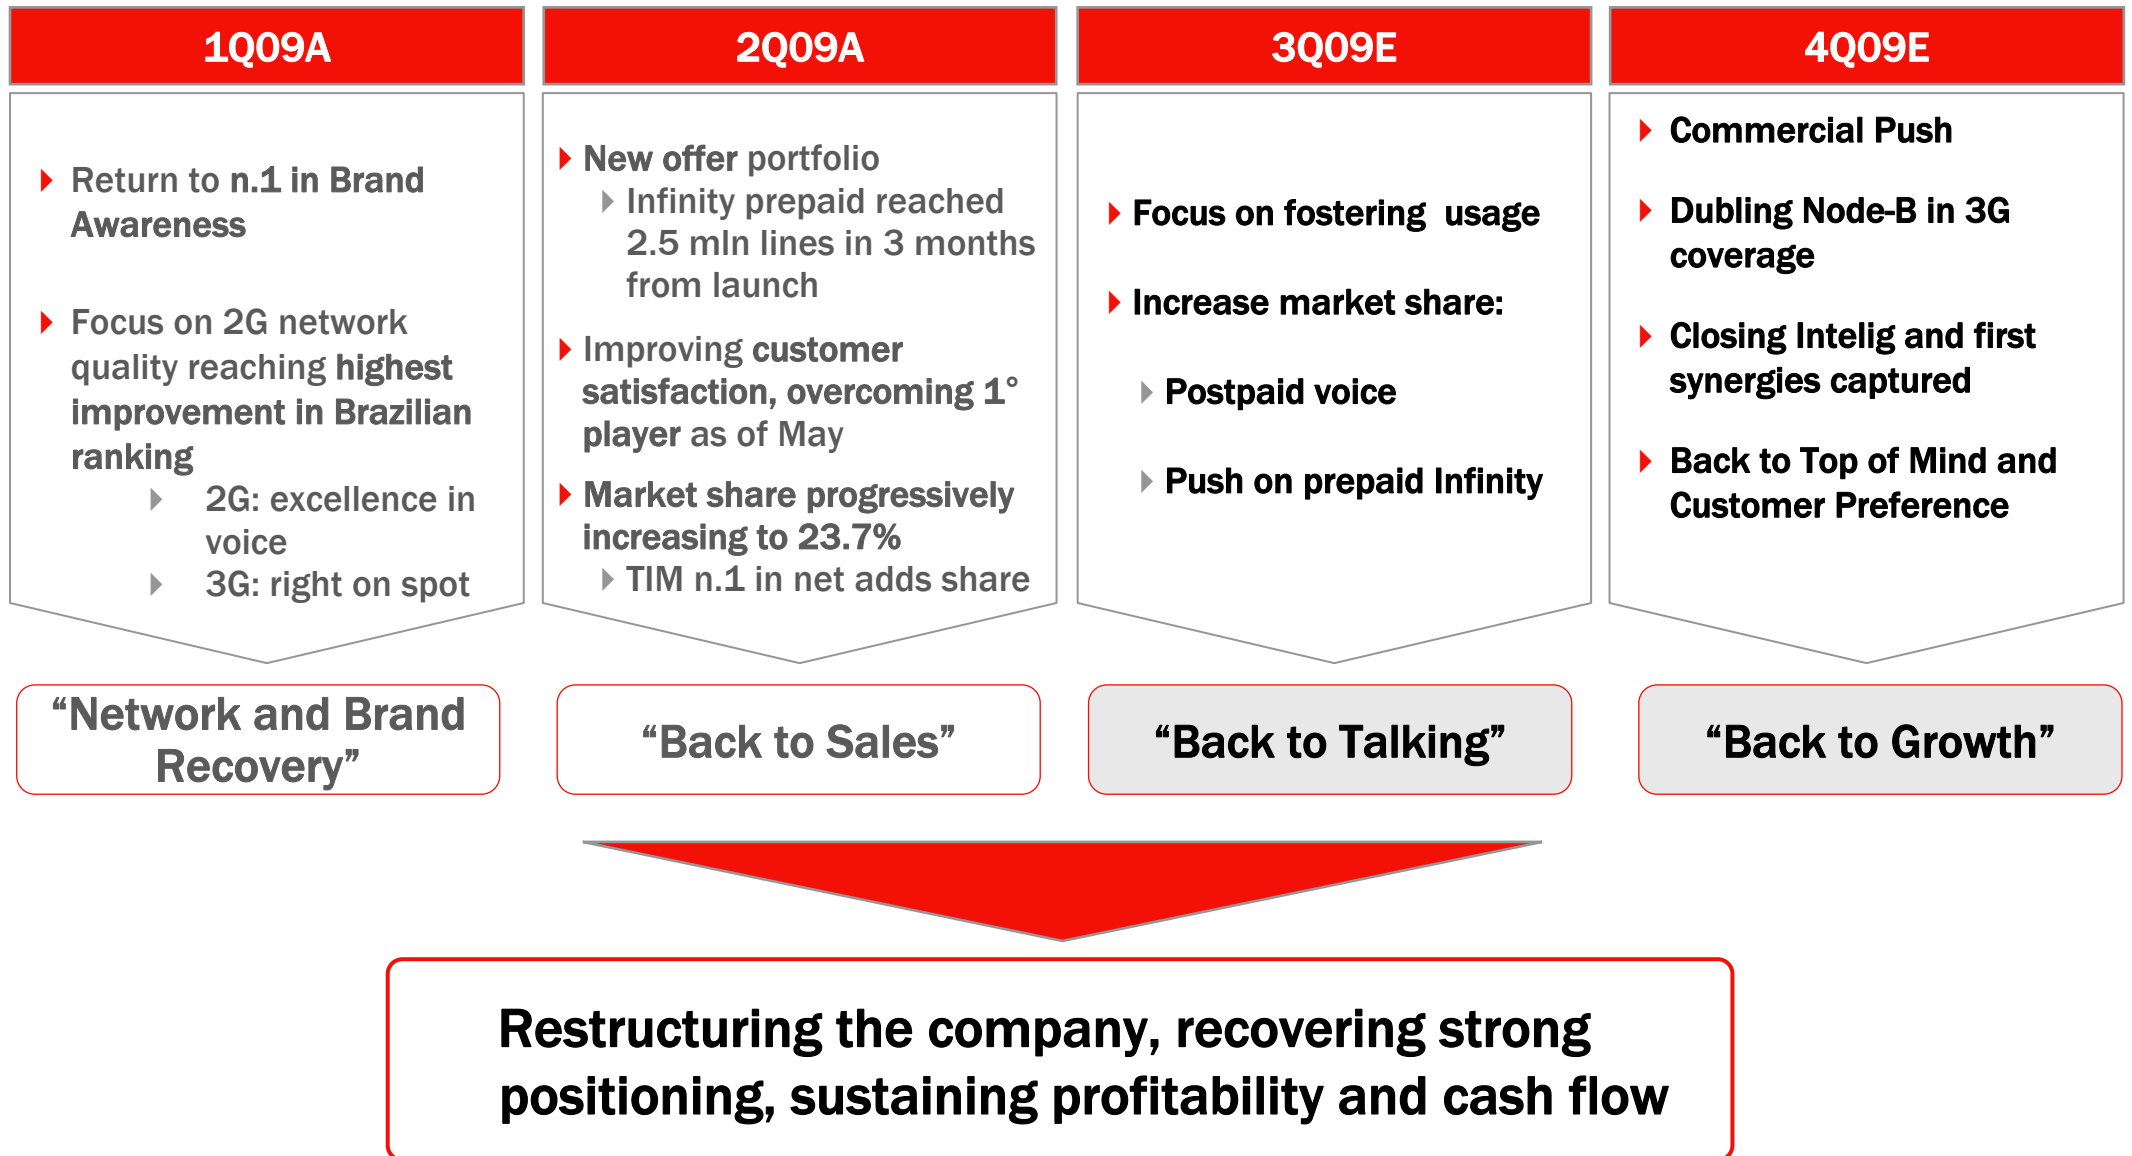 1Q09A
Return to n.1 in Brand
Awareness
Focus on 2G network
quality reaching highest
improvement in Brazilian
ranking
2G: excellence in
voice
3G: right on spot
“Network and Brand
Recovery”
2Q09A
New offer portfolio
Infinity prepaid reached
2.5 mln lines in 3 months
from launch
Improving customer
satisfaction, overcoming 1°
player as of May
Market share progressively
increasing to 23.7%
TIM n.1 in net adds share
“Back to Sales”
3Q09E
Focus on fostering  usage
Increase market share:
Postpaid voice
Push on prepaid Infinity
“Back to Talking”
4Q09E
Commercial Push
Dubling Node-B in 3G
coverage
Closing Intelig and first
synergies captured
Back to Top of Mind and
Customer Preference
“Back to Growth”
Restructuring the company, recovering strong
positioning, sustaining profitability and cash flow